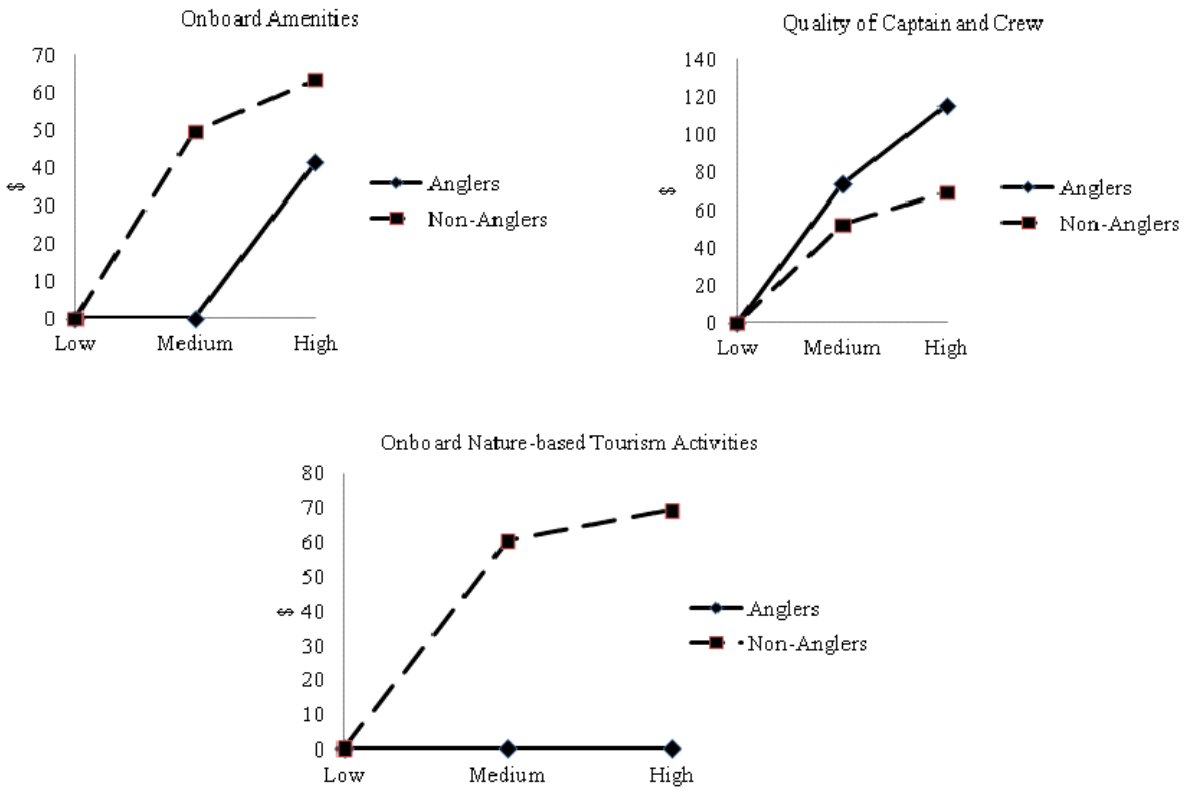 Onboard Amenities
70
60
50
40
30
20
10
0
$
Low Medium High
Anglers
Non-Anglers
Quality of Captain and Crew
140
120
100
80
60
40
20
0
$
Low Medium High
Anglers
Non-Anglers
Onboard Nature-based Tourism Activities
80
70
60
50
40
30
20
10
0
$
Low Medium High
Anglers
Non-Anglers